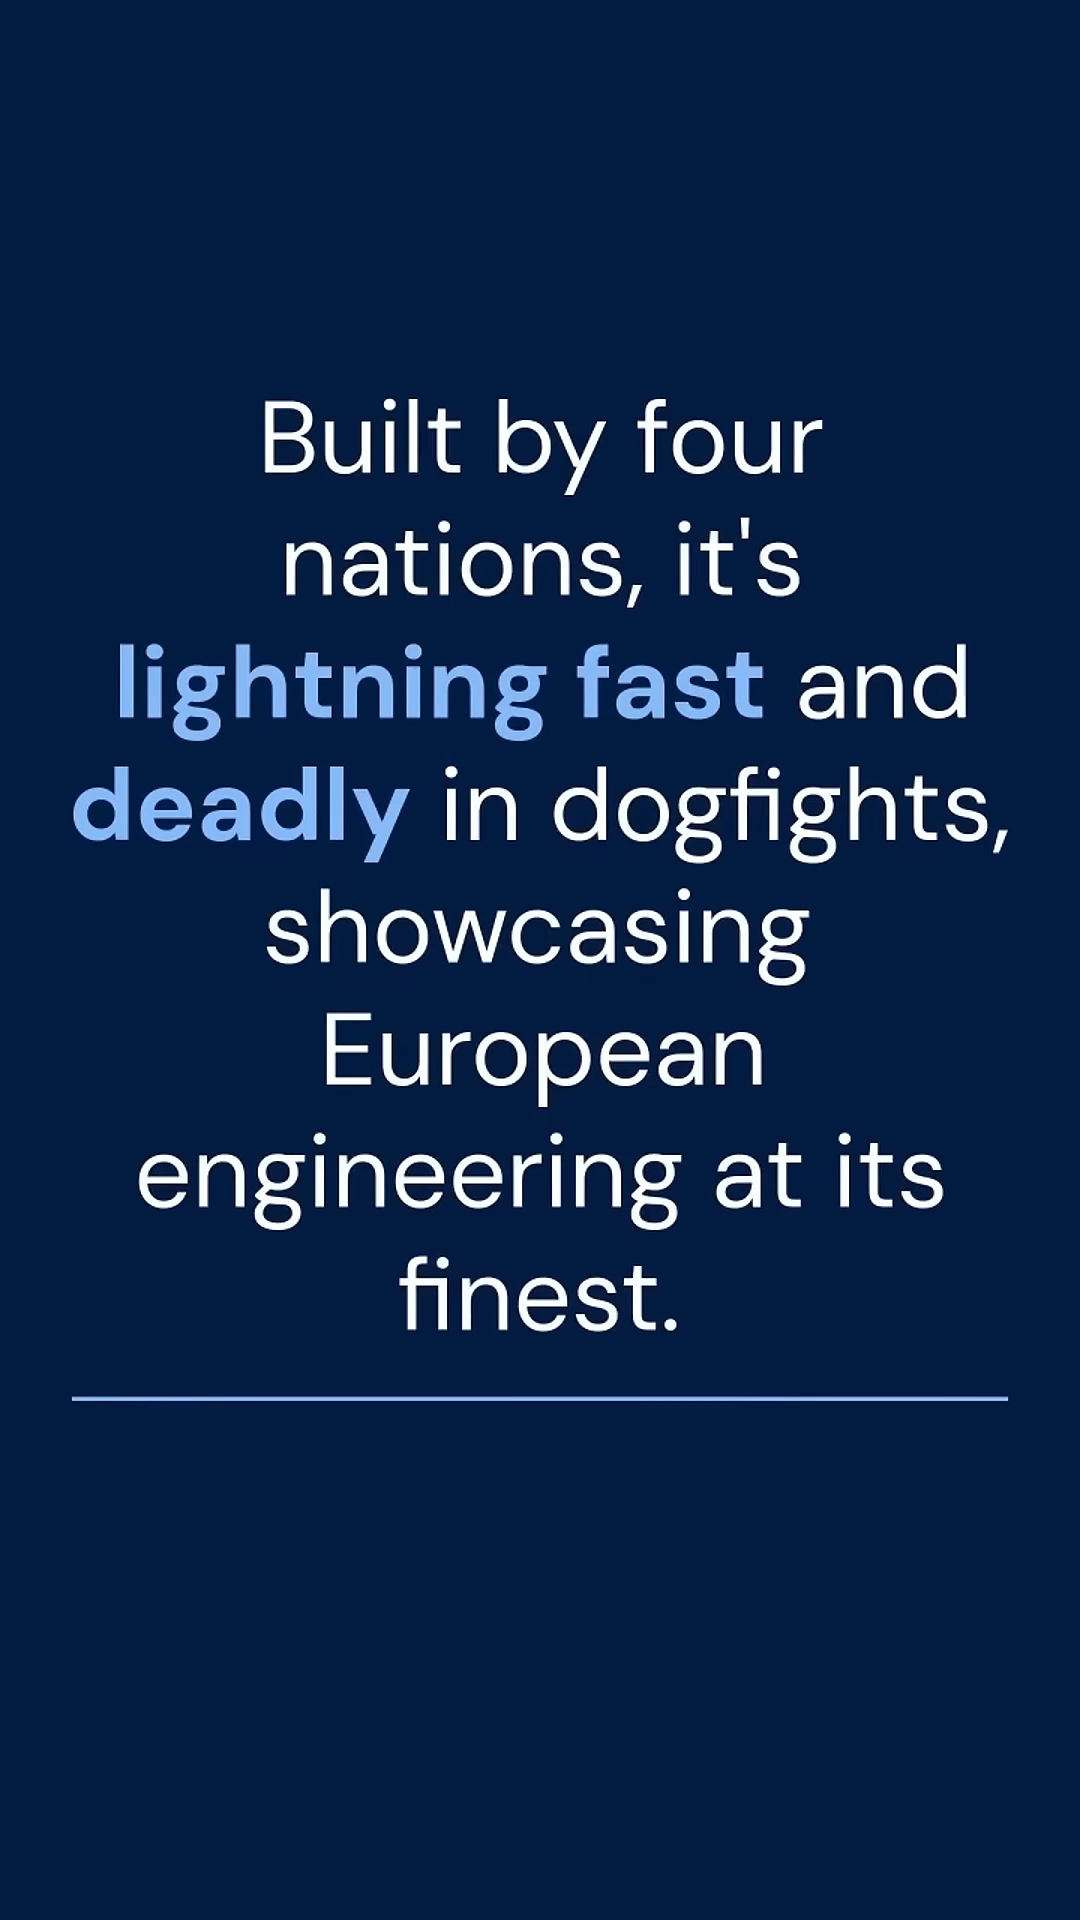 Built by four
nations, it's
lightning fast and
deadly in dogfights,
showcasing
European
engineering at its
finest.